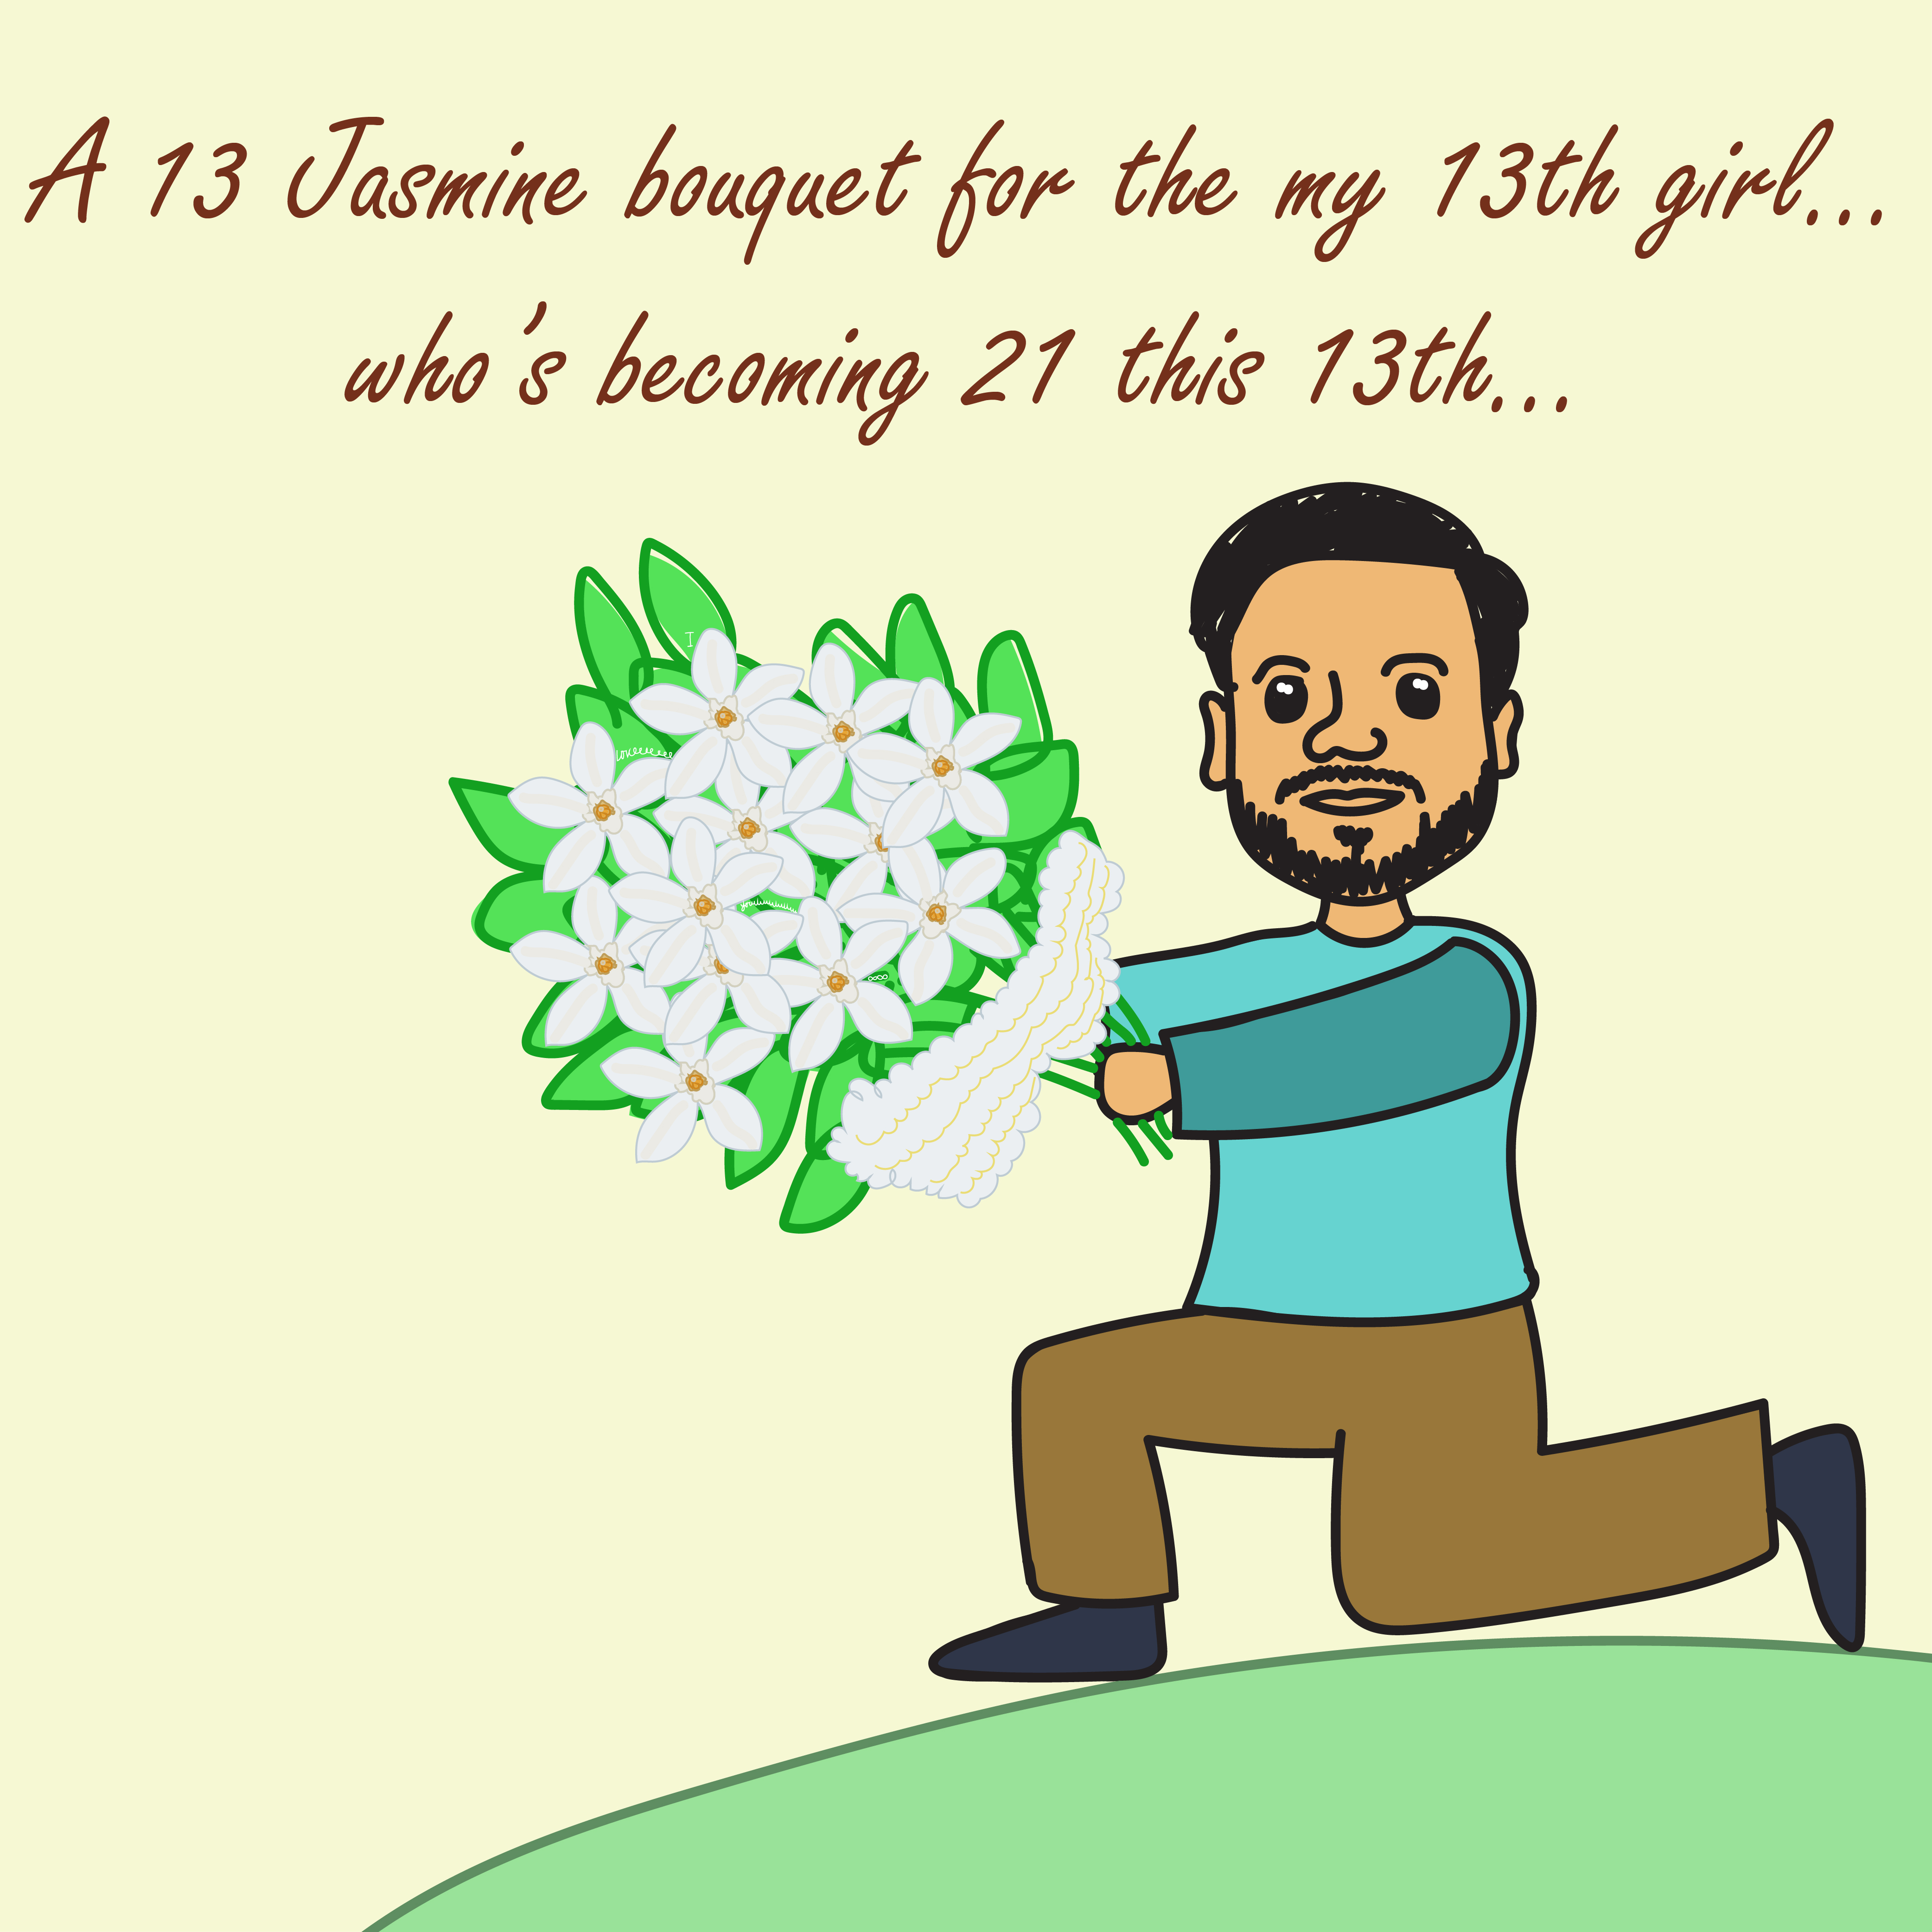 A 13 Jasmine bouquet for the my 13th girl...
who's becoming 21 this 13th...
I